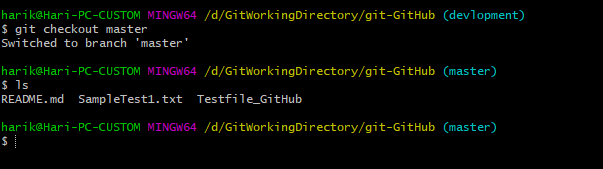 harik@Hari-PC-CUSTOM MINGW64 /d/GitWorkingDirectory/git-GitHub (devlopment)
$ git checkout master
Switched to branch 'master'
harik@Hari-PC-CUSTOM MINGW64 /d/GitWorkingDirectory/git-GitHub (master)
$ ls
README.md  SampleTest1.txt  Testfile_GitHub
harik@Hari-PC-CUSTOM MINGW64 /d/GitWorkingDirectory/git-GitHub (master)
$